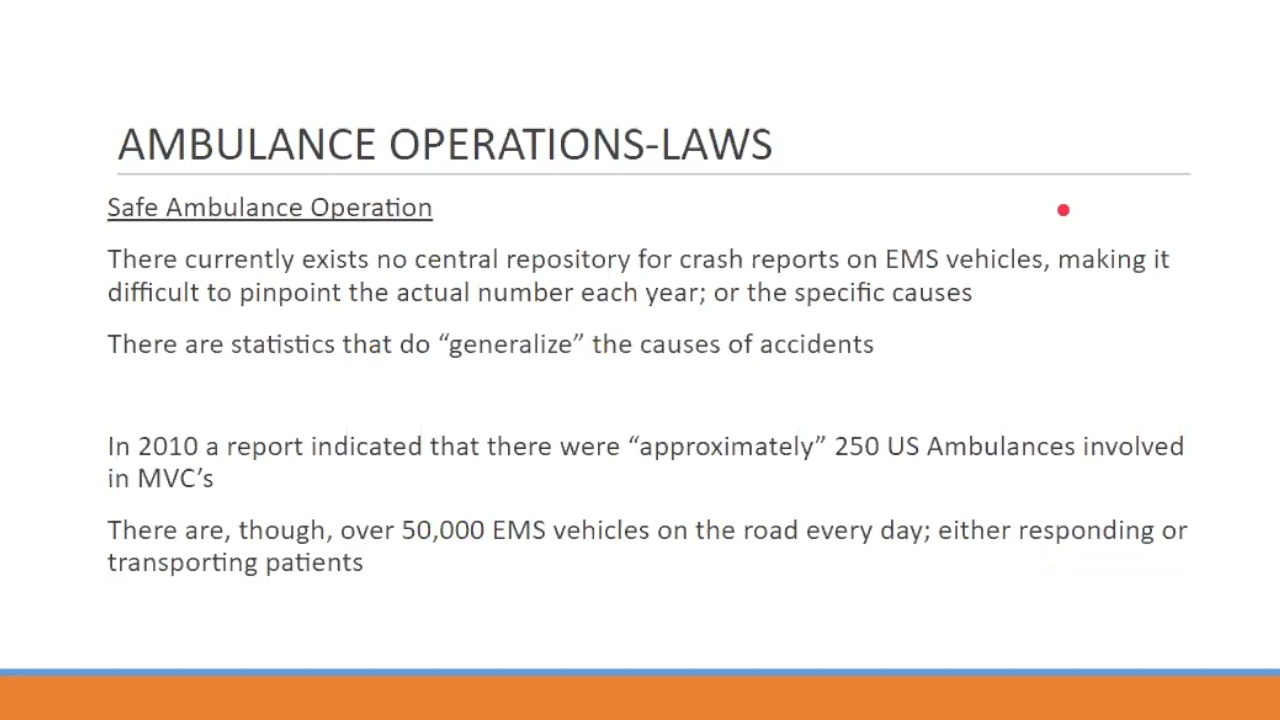 AMBULANCE OPERATIONS-LAWS
Safe Ambulance Operation
There currently exists no central repository for crash reports on EMS vehicles, making it
difficult to pinpoint the actual number each year; or the specific causes
There are statistics that do “generalize” the causes of accidents
In 2010 a report indicated that there were “approximately” 250 US Ambulances involved
in MVC’s
There are, though, over 50,000 EMS vehicles on the road every day; either responding or
transporting patients